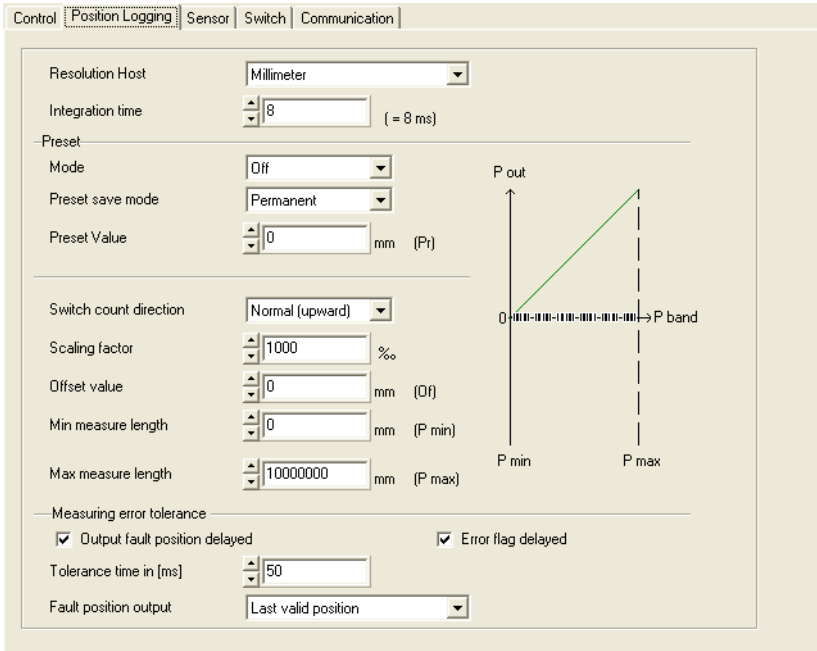 Control Position Logging Sensor Switch Communication
Resolution Host Millimeter
Integration time 8 ( = 8 ms)
Preset
Mode Off
Preset save mode Permanent
Preset Value 0 mm (Pr)
Switch count direction Normal (upward)
Scaling factor 1000 ‰
Offset value 0 mm (Of)
Min measure length 0 mm (P min)
Max measure length 10000000 mm (P max)
P out
0 P band
P min P max
Measuring error tolerance
Output fault position delayed Error flag delayed
Tolerance time in [ms] 50
Fault position output Last valid position